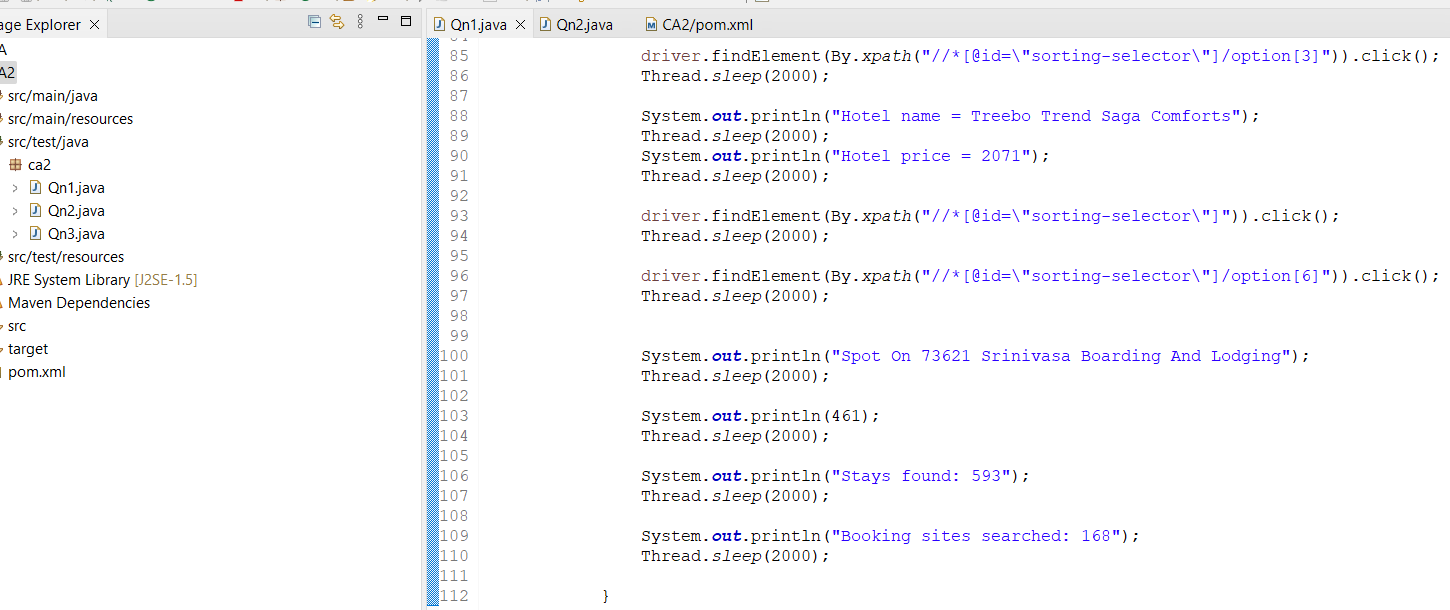 age Explorer
A
A2
src/main/java
src/main/resources
src/test/java
ca2
Qn1.java
Qn2.java
Qn3.java
src/test/resources
JRE System Library [J2SE-1.5]
Maven Dependencies
src
target
pom.xml
Qn1.java Qn2.java CA2/pom.xml
85 driver.findElement(By.xpath("//*[@id=\"sorting-selector\"]/option[3]")).click();
86 Thread.sleep(2000);
87
88 System.out.println("Hotel name = Treebo Trend Saga Comforts");
89 Thread.sleep(2000);
90 System.out.println("Hotel price = 2071");
91 Thread.sleep(2000);
92
93 driver.findElement(By.xpath("//*[@id=\"sorting-selector\"]")).click();
94 Thread.sleep(2000);
95
96 driver.findElement(By.xpath("//*[@id=\"sorting-selector\"]/option[6]")).click();
97 Thread.sleep(2000);
98
99
100 System.out.println("Spot On 73621 Srinivasa Boarding And Lodging");
101 Thread.sleep(2000);
102
103 System.out.println(461);
104 Thread.sleep(2000);
105
106 System.out.println("Stays found: 593");
107 Thread.sleep(2000);
108
109 System.out.println("Booking sites searched: 168");
110 Thread.sleep(2000);
111
112 }